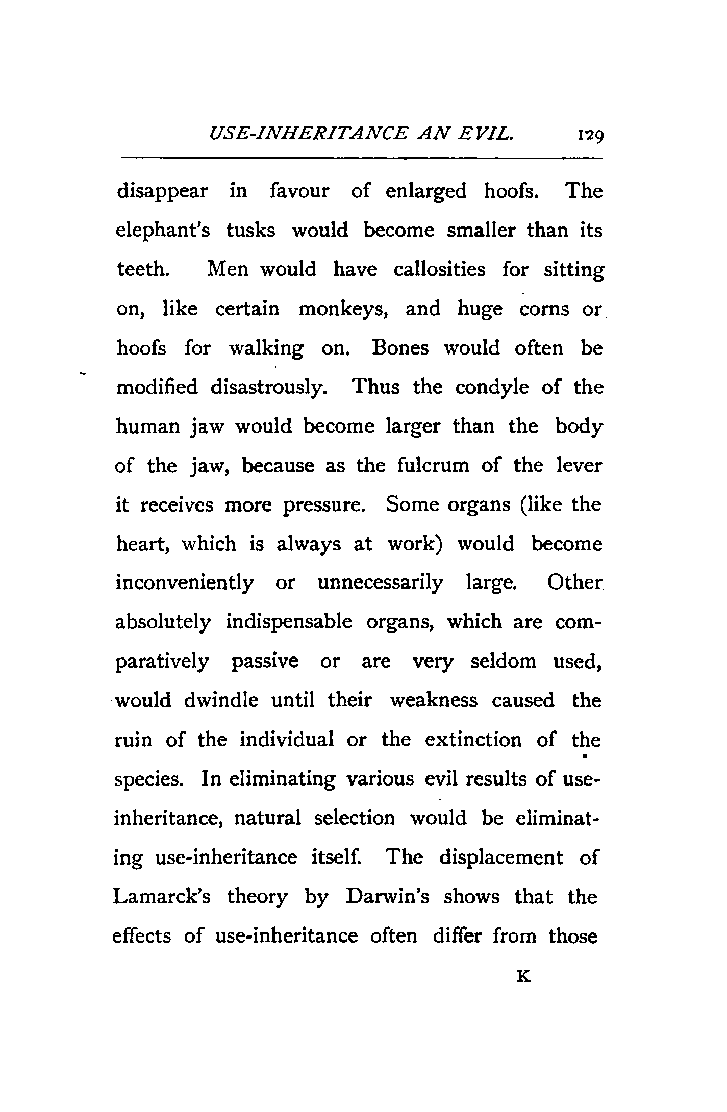 USE-INHERITANCE AN EVIL. 129
disappear in favour of enlarged hoofs. The
elephant's tusks would become smaller than its
teeth. Men would have callosities for sitting
on, like certain monkeys, and huge corns or
hoofs for walking on. Bones would often be
modified disastrously. Thus the condyle of the
human jaw would become larger than the body
of the jaw, because as the fulcrum of the lever
it receives more pressure. Some organs (like the
heart, which is always at work) would become
inconveniently or unnecessarily large. Other
absolutely indispensable organs, which are com-
paratively passive or are very seldom used,
would dwindle until their weakness caused the
ruin of the individual or the extinction of the
species. In eliminating various evil results of use-
inheritance, natural selection would be eliminat-
ing use-inheritance itself. The displacement of
Lamarck's theory by Darwin's shows that the
effects of use-inheritance often differ from those
K